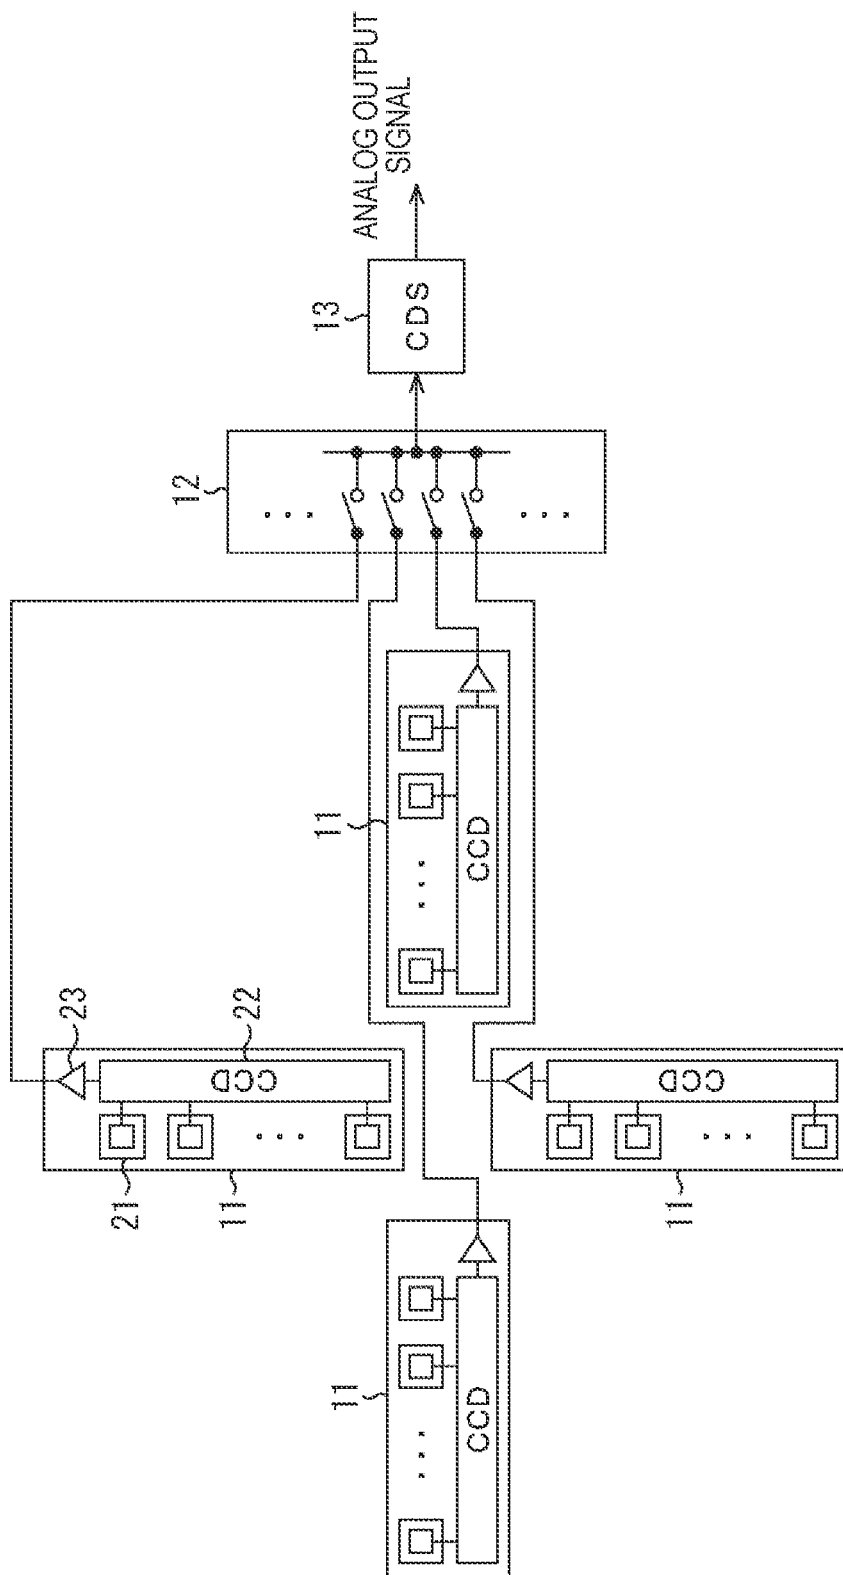 ANALOG OUTPUT
SIGNAL
13
CDS
12
. . .
. . .
11
CCD
. . .
23
22
CCD
21
. . .
11
CCD
. . .
11
11
CCD
. . .